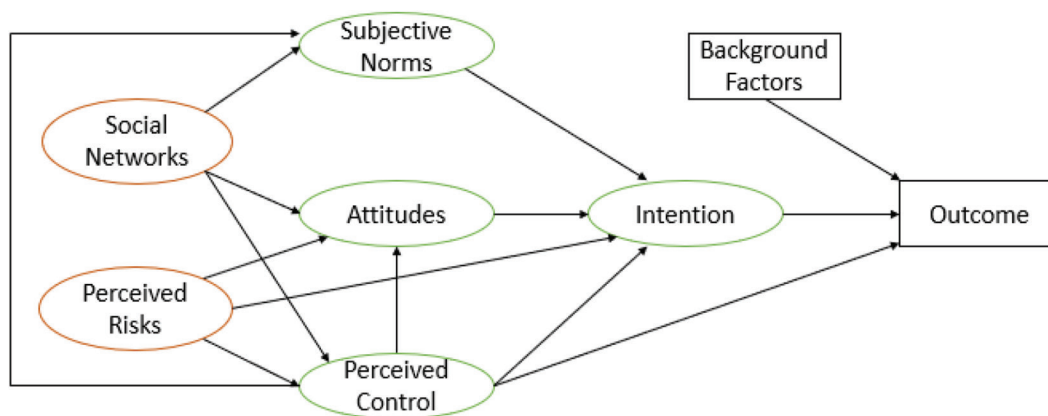 Subjective
Norms
Background
Factors
Social
Networks
Attitudes
Intention
Outcome
Perceived
Risks
Perceived
Control